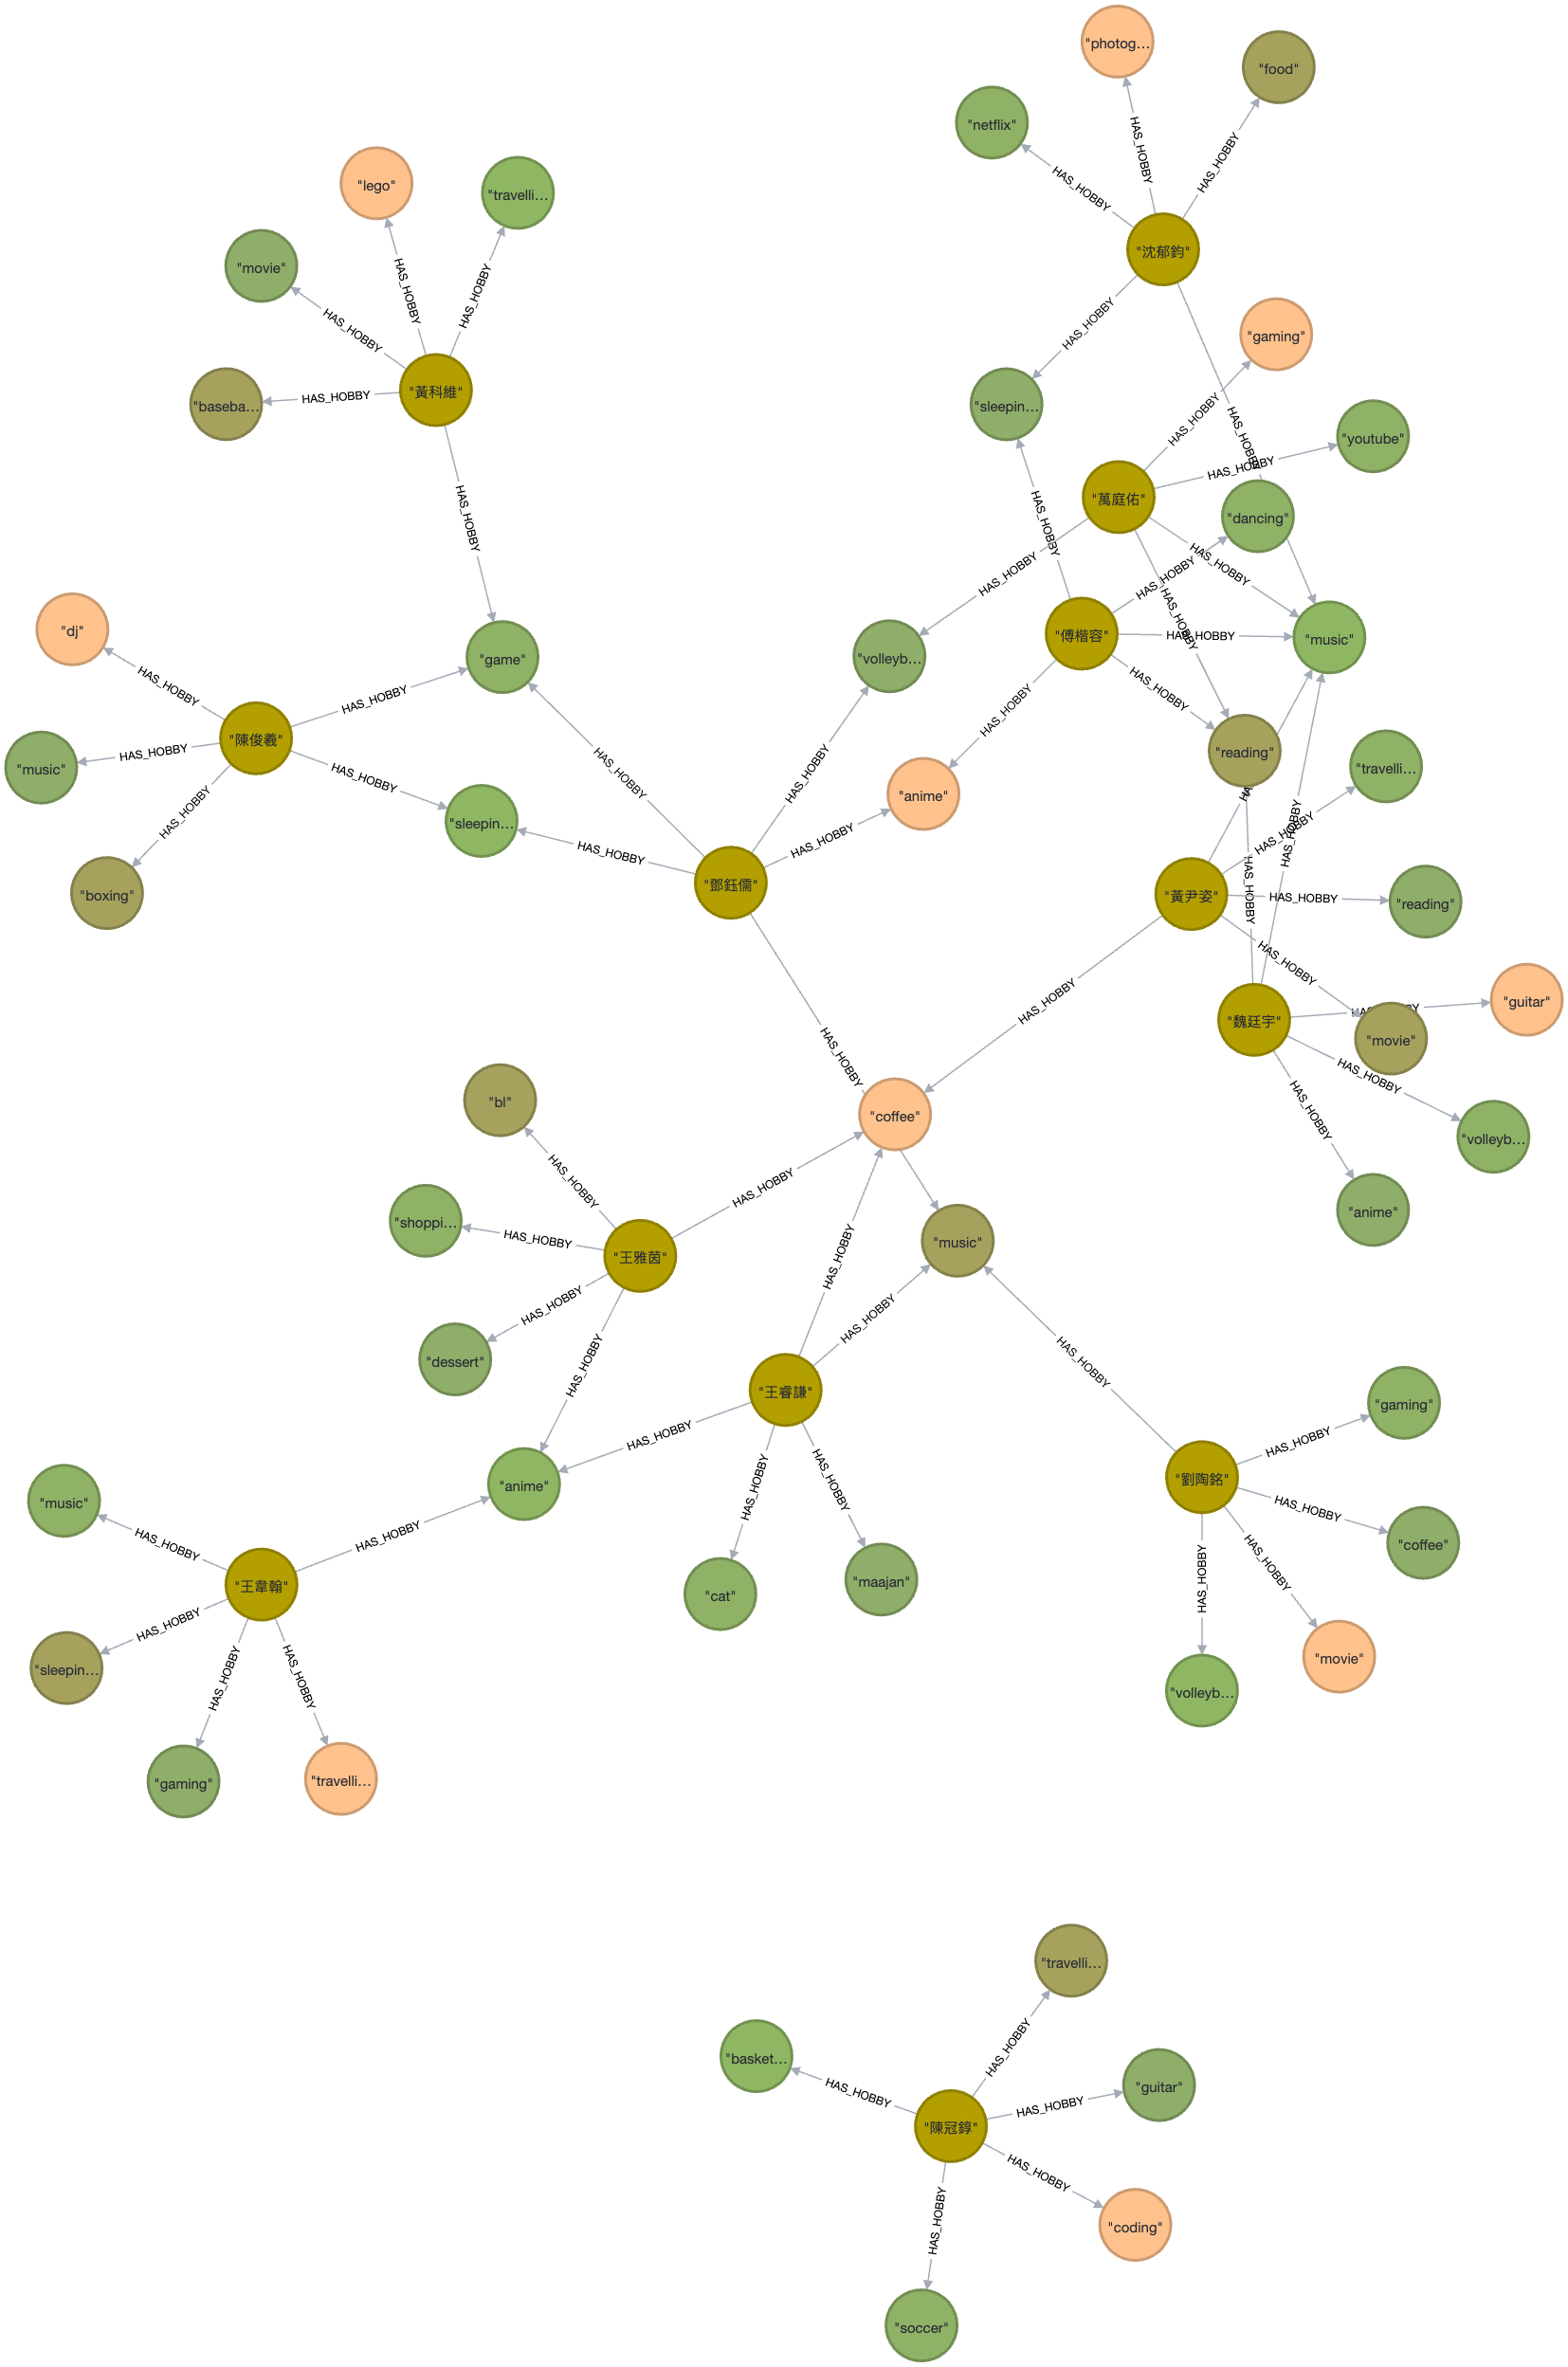 "photog…
"food"
"netflix"
HAS_HOBBY
HAS_HOBBY
HAS_HOBBY
"lego"
"travelli…
"沈郁鈞"
"movie"
HAS_HOBBY
HAS_HOBBY
HAS_HOBBY
HAS_HOBBY
"gaming"
"黃科維"
"baseba…
HAS_HOBBY
"sleepin…
HAS_HOBBY
HAS_HOBBY
"youtube"
HAS_HOBBY
"萬庭佑"
HAS_HOBBY
"dancing"
HAS_HOBBY
HAS_HOBBY
HAS_HOBBY
HAS_HOBBY
HAS_HOBBY
"dj"
"傅楷容"
HAS_HOBBY
HAS_HOBBY
"music"
"game"
"volleyb…
HAS_HOBBY
HAS_HOBBY
HAS_HOBBY
"陳俊羲"
HAS_HOBBY
HAS_HOBBY
"reading"
"music"
HAS_HOBBY
HAS_HOBBY
HAS_HOBBY
"travelli…
"anime"
HAS_HOBBY
"sleepin…
HAS_HOBBY
HAS_HOBBY
HAS_HOBBY
HAS_HOBBY
HA
"boxing"
"鄧鈺儒"
"黃尹姿"
HAS_HOBBY
HAS_HOBBY
"reading"
HAS_HOBBY
HAS_HOBBY
"guitar"
"魏廷宇"
HAS_HOBBY
"movie"
HAS_HOBBY
HAS_HOBBY
HAS_HOBBY
"bl"
"coffee"
"volleyb…
HAS_HOBBY
HAS_HOBBY
"shoppi…
HAS_HOBBY
"王雅茵"
"music"
"anime"
HAS_HOBBY
HAS_HOBBY
HAS_HOBBY
"dessert"
HAS_HOBBY
HAS_HOBBY
"王睿謙"
"gaming"
HAS_HOBBY
HAS_HOBBY
"劉陶銘"
"anime"
HAS_HOBBY
HAS_HOBBY
HAS_HOBBY
"music"
HAS_HOBBY
HAS_HOBBY
"coffee"
"王韋翰"
"cat"
"maajan"
HAS_HOBBY
HAS_HOBBY
HAS_HOBBY
"sleepin…
HAS_HOBBY
HAS_HOBBY
"movie"
"volleyb…
"gaming"
"travelli…
"travelli…
"basket…
HAS_HOBBY
"guitar"
HAS_HOBBY
HAS_HOBBY
"陳冠錞"
HAS_HOBBY
HAS_HOBBY
"coding"
"soccer"